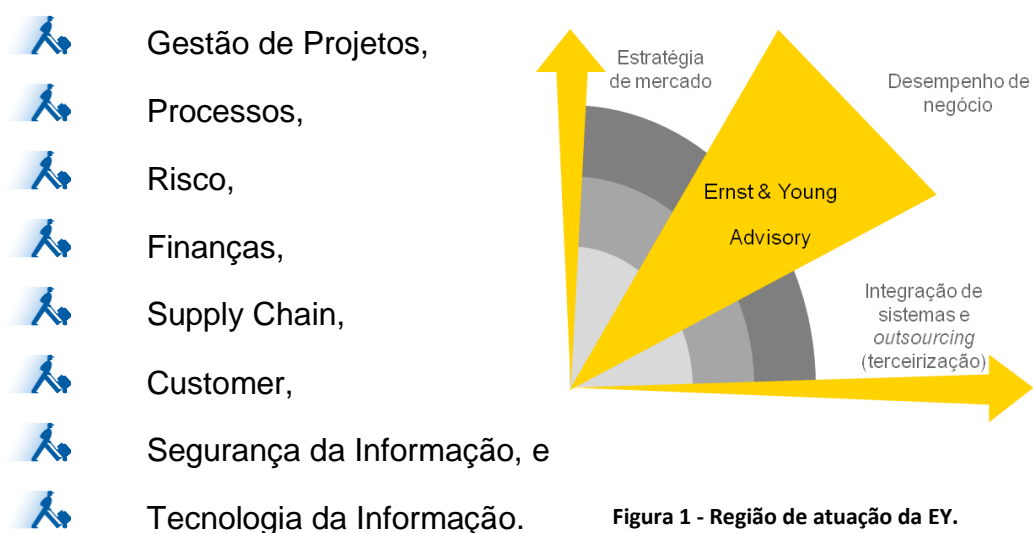 Gestão de Projetos,
Processos,
Risco,
Finanças,
Supply Chain,
Customer,
Segurança da Informação, e
Tecnologia da Informação.
Estratégia
de mercado
Desempenho de
negócio
Ernst & Young
Advisory
Integração de
sistemas e
outsourcing
(terceirização)
Figura 1 - Região de atuação da EY.